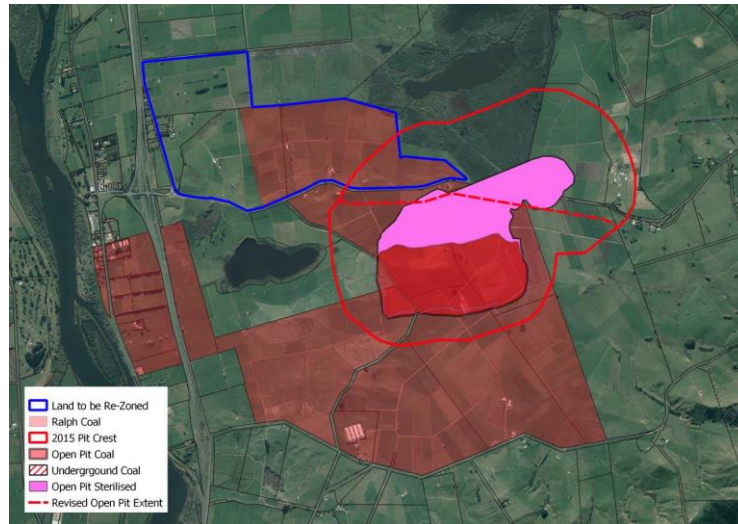 Land to be Re-Zoned
Ralph Coal
2015 Pit Crest
Open Pit Coal
Undergrgound Coal
Open Pit Sterilised
Revised Open Pit Extent